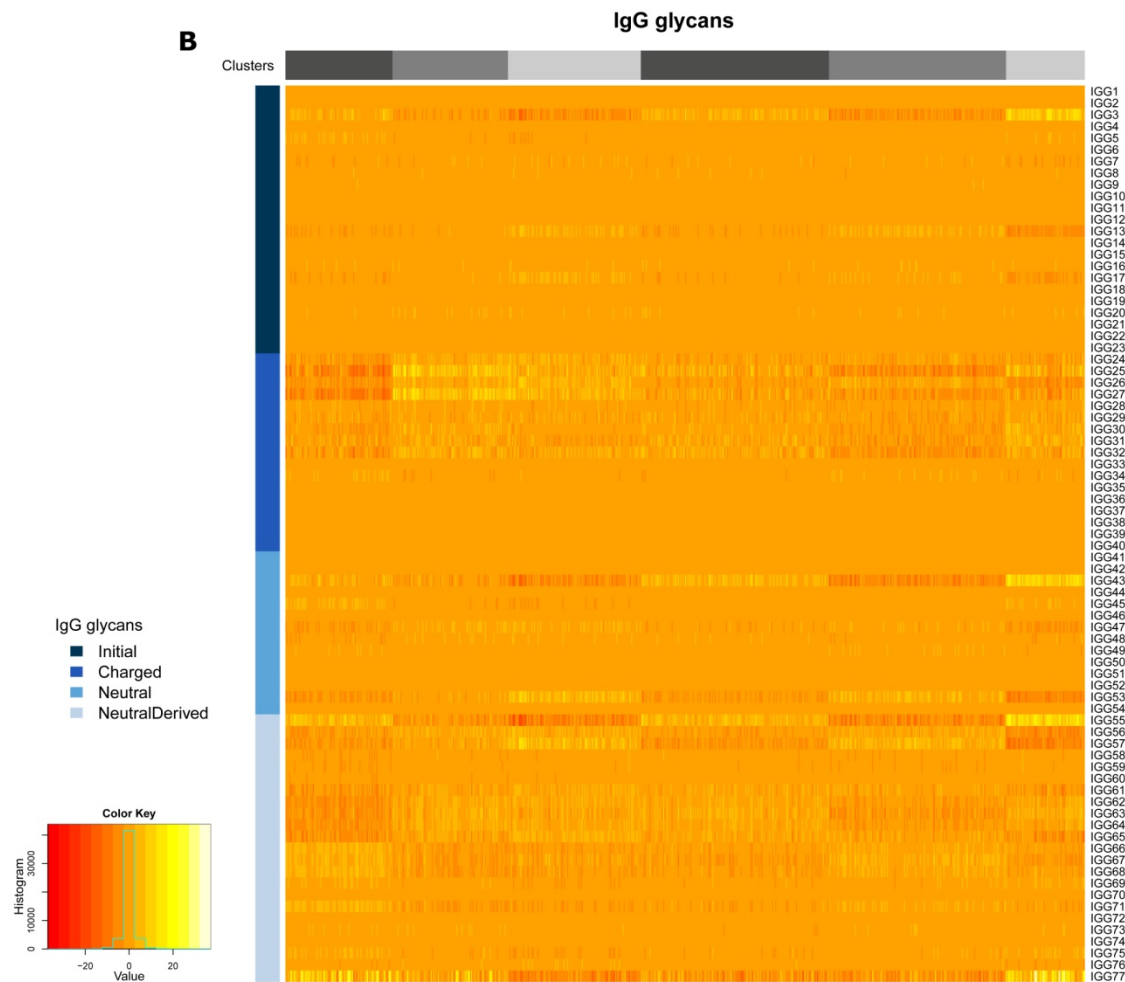 IgG glycans
B
Clusters
IGG1
IGG2
IGG3
IGG4
IGG5
IGG6
IGG7
IGG8
IGG9
IGG10
IGG11
IGG12
IGG13
IGG14
IGG15
IGG16
IGG17
IGG18
IGG19
IGG20
IGG21
IGG22
IGG23
IGG24
IGG25
IGG26
IGG27
IGG28
IGG29
IGG30
IGG31
IGG32
IGG33
IGG34
IGG35
IGG36
IGG37
IGG38
IGG39
IGG40
IGG41
IGG42
IGG43
IGG44
IGG45
IGG46
IGG47
IGG48
IGG49
IGG50
IGG51
IGG52
IGG53
IGG54
IGG55
IGG56
IGG57
IGG58
IGG59
IGG60
IGG61
IGG62
IGG63
IGG64
IGG65
IGG66
IGG67
IGG68
IGG69
IGG70
IGG71
IGG72
IGG73
IGG74
IGG75
IGG76
IGG77
IgG glycans
Initial
Charged
Neutral
NeutralDerived
Color Key
Histogram
0 10000 30000
−20 0 20
Value